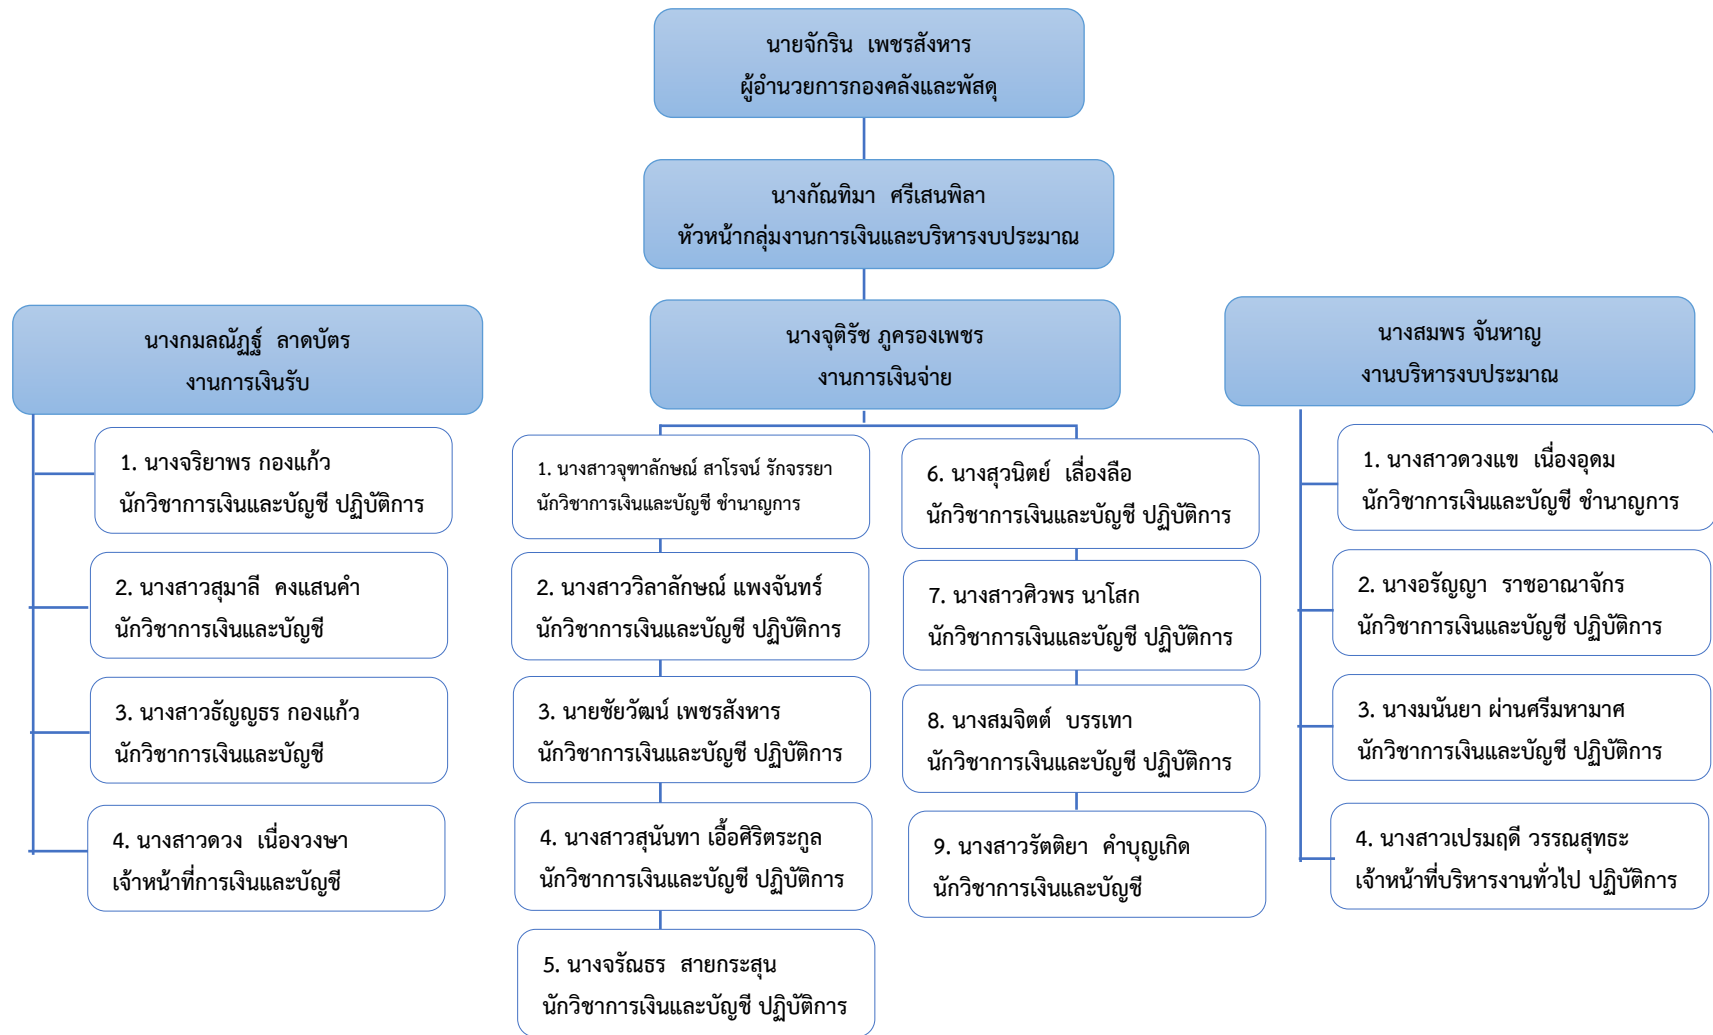 นายจักริน เพชรสังหาร
ผู้อำนวยการกองคลังและพัสดุ
นางกัณทิมา ศรีเสนพิลา
หัวหน้ากลุ่มงานการเงินและบริหารงบประมาณ
นางกมลณัฏฐ์ ลาดบัตร
งานการเงินรับ
1. นางจริยาพร กองแก้ว
นักวิชาการเงินและบัญชี ปฏิบัติการ
2. นางสาวสุมาลี คงแสนคำ
นักวิชาการเงินและบัญชี
3. นางสาวธัญญธร กองแก้ว
นักวิชาการเงินและบัญชี
4. นางสาวดวง เนื่องวงษา
เจ้าหน้าที่การเงินและบัญชี
นางจุติรัช ภูครองเพชร
งานการเงินจ่าย
1. นางสาวจุฑาลักษณ์ สาโรจน์ รักจรรยา
นักวิชาการเงินและบัญชี ชำนาญการ
2. นางสาววิลาลักษณ์ แพงจันทร์
นักวิชาการเงินและบัญชี ปฏิบัติการ
3. นายชัยวัฒน์ เพชรสังหาร
นักวิชาการเงินและบัญชี ปฏิบัติการ
4. นางสาวสุนันทา เอื้อศิริตระกูล
นักวิชาการเงินและบัญชี ปฏิบัติการ
5. นางจรัณธร สายกระสุน
นักวิชาการเงินและบัญชี ปฏิบัติการ
6. นางสุวนิตย์ เลื่องลือ
นักวิชาการเงินและบัญชี ปฏิบัติการ
7. นางสาวศิวพร นาโสก
นักวิชาการเงินและบัญชี ปฏิบัติการ
8. นางสมจิตต์ บรรเทา
นักวิชาการเงินและบัญชี ปฏิบัติการ
9. นางสาวรัตติยา คำบุญเกิด
นักวิชาการเงินและบัญชี
นางสมพร จันหาญ
งานบริหารงบประมาณ
1. นางสาวดวงแข เนื่องอุดม
นักวิชาการเงินและบัญชี ชำนาญการ
2. นางอรัญญา ราชอาณาจักร
นักวิชาการเงินและบัญชี ปฏิบัติการ
3. นางมนันยา ผ่านศรีมหามาศ
นักวิชาการเงินและบัญชี ปฏิบัติการ
4. นางสาวเปรมฤดี วรรณสุทธะ
เจ้าหน้าที่บริหารงานทั่วไป ปฏิบัติการ